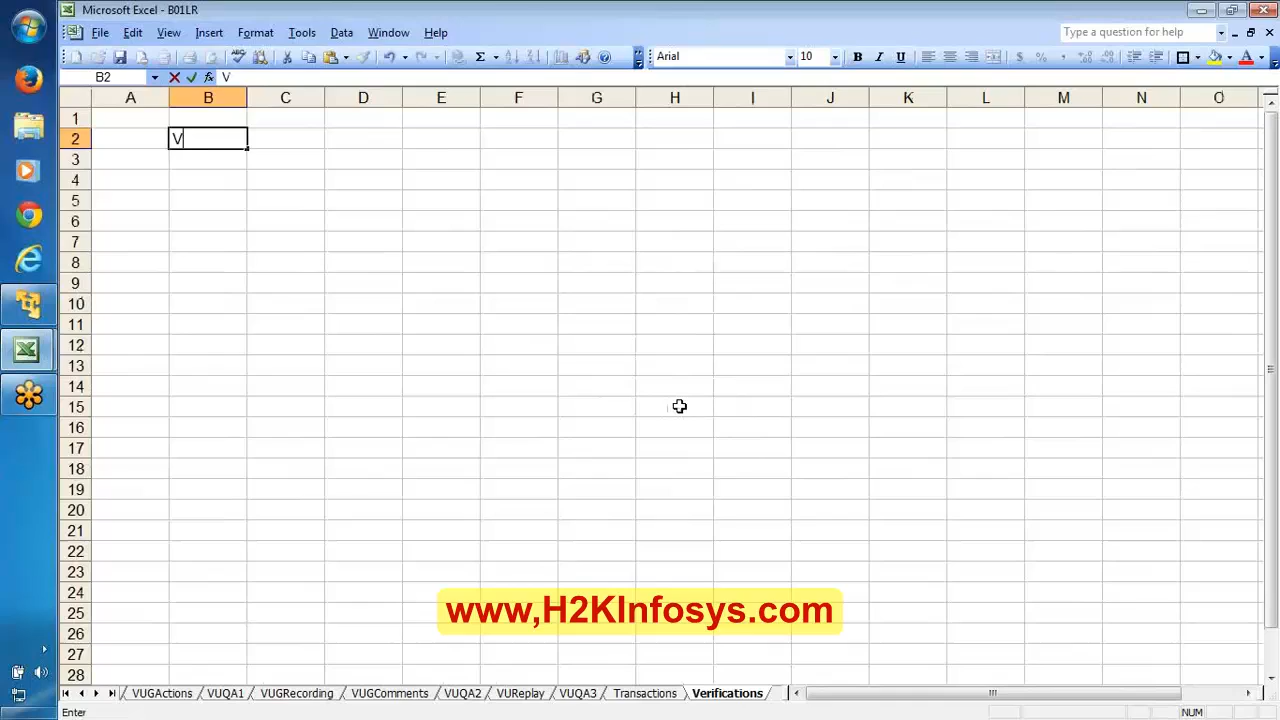 Microsoft Excel - B01LR
File Edit View Insert Format Tools Data Window Help
Type a question for help
Arial 10 B I U $ %
B2 fx V
A B C D E F G H I J K L M N O
1
2 V
3
4
5
6
7
8
9
10
11
12
13
14
15
16
17
18
19
20
21
22
23
24
25
26
27
28
www,H2KInfosys.com
VUGActions VUQA1 VUGRecording VUGComments VUQA2 VUReplay VUQA3 Transactions Verifications
Enter NUM